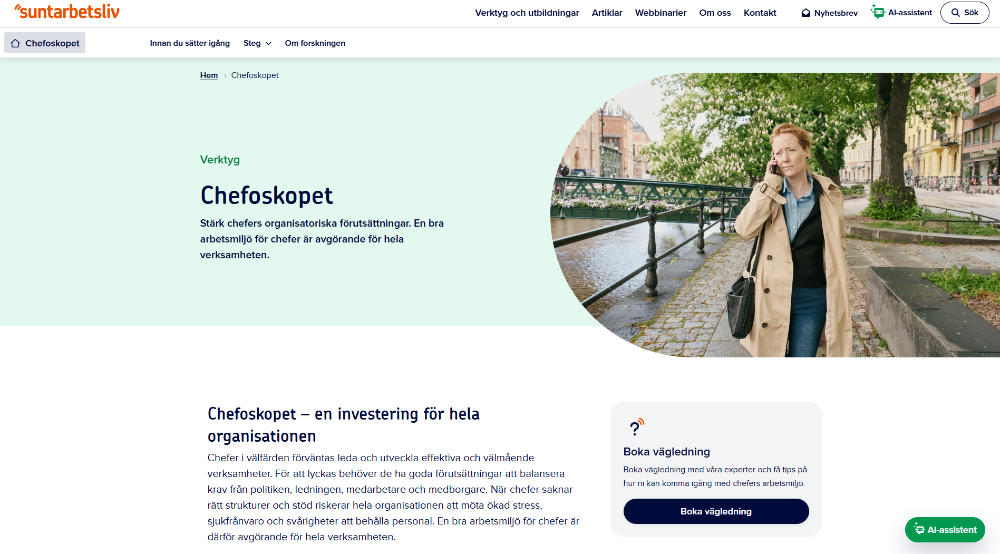 suntarbetsliv
Verktyg och utbildningar Artiklar Webbinarier Om oss Kontakt Nyhetsbrev AI-assistent Sök
Chefoskopet Innan du sätter igång Steg Om forskningen
Hem › Chefoskopet
Verktyg
Chefoskopet
Stärk chefers organisatoriska förutsättningar. En bra
arbetsmiljö för chefer är avgörande för hela
verksamheten.
Chefoskopet – en investering för hela
organisationen
Chefer i välfärden förväntas leda och utveckla effektiva och välmående
verksamheter. För att lyckas behöver de ha goda förutsättningar att balansera
krav från politiken, ledningen, medarbetare och medborgare. När chefer saknar
rätt strukturer och stöd riskerar hela organisationen att möta ökad stress,
sjukfrånvaro och svårigheter att behålla personal. En bra arbetsmiljö för chefer är
därför avgörande för hela verksamheten.
?
Boka vägledning
Boka vägledning med våra experter och få tips på
hur ni kan komma igång med chefers arbetsmiljö.
Boka vägledning
AI-assistent